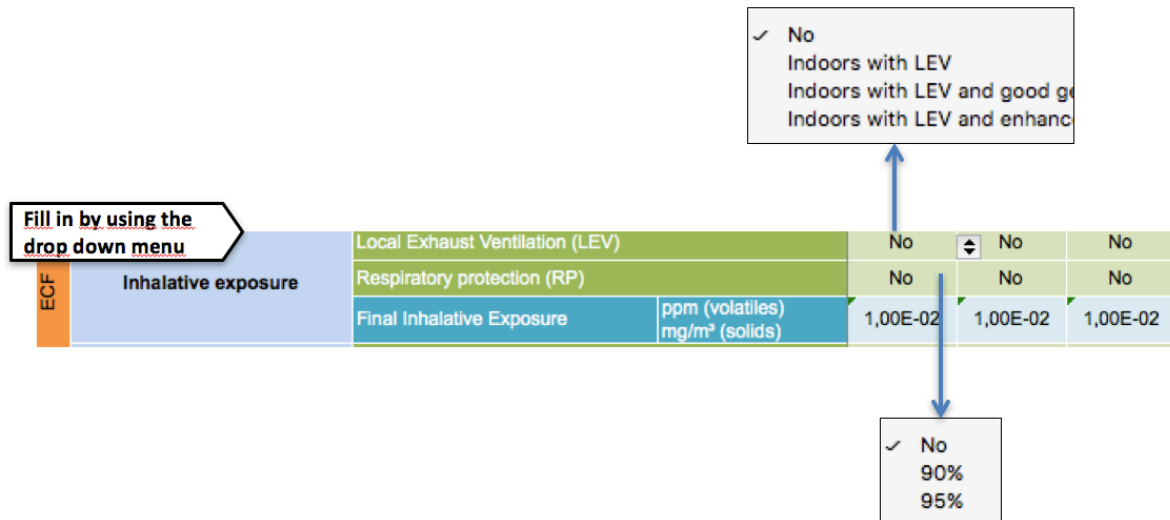 ✓ No
Indoors with LEV
Indoors with LEV and good ge
Indoors with LEV and enhanc
Fill in by using the
drop down menu
ECF
Inhalative exposure
Local Exhaust Ventilation (LEV) No No No
Respiratory protection (RP) No No No
Final Inhalative Exposure ppm (volatiles) mg/m³ (solids) 1,00E-02 1,00E-02 1,00E-02
✓ No
90%
95%